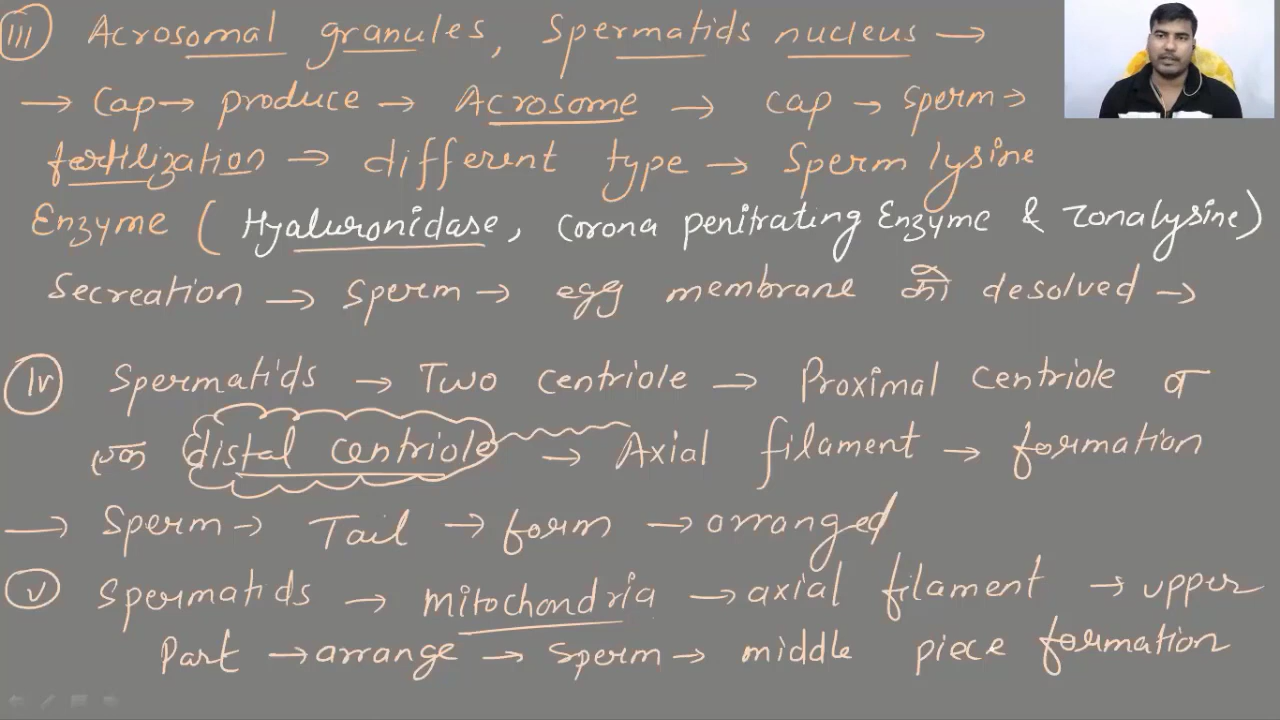 (iii) Acrosomal granules, Spermatids nucleus →
→ Cap → produce → Acrosome → cap → sperm →
fertilization → different type → Sperm lysine
Enzyme ( Hyaluronidase, corona penitrating Enzyme & zonalysine)
Secreation → sperm → egg membrane को desolved →
(iv) Spermatids → Two centriole → Proximal centriole व
एक distal centriole → Axial filament → formation
→ Sperm → Tail → form → arranged
(v) Spermatids → mitochondria → axial filament → upper
Part → arrange → sperm → middle piece formation